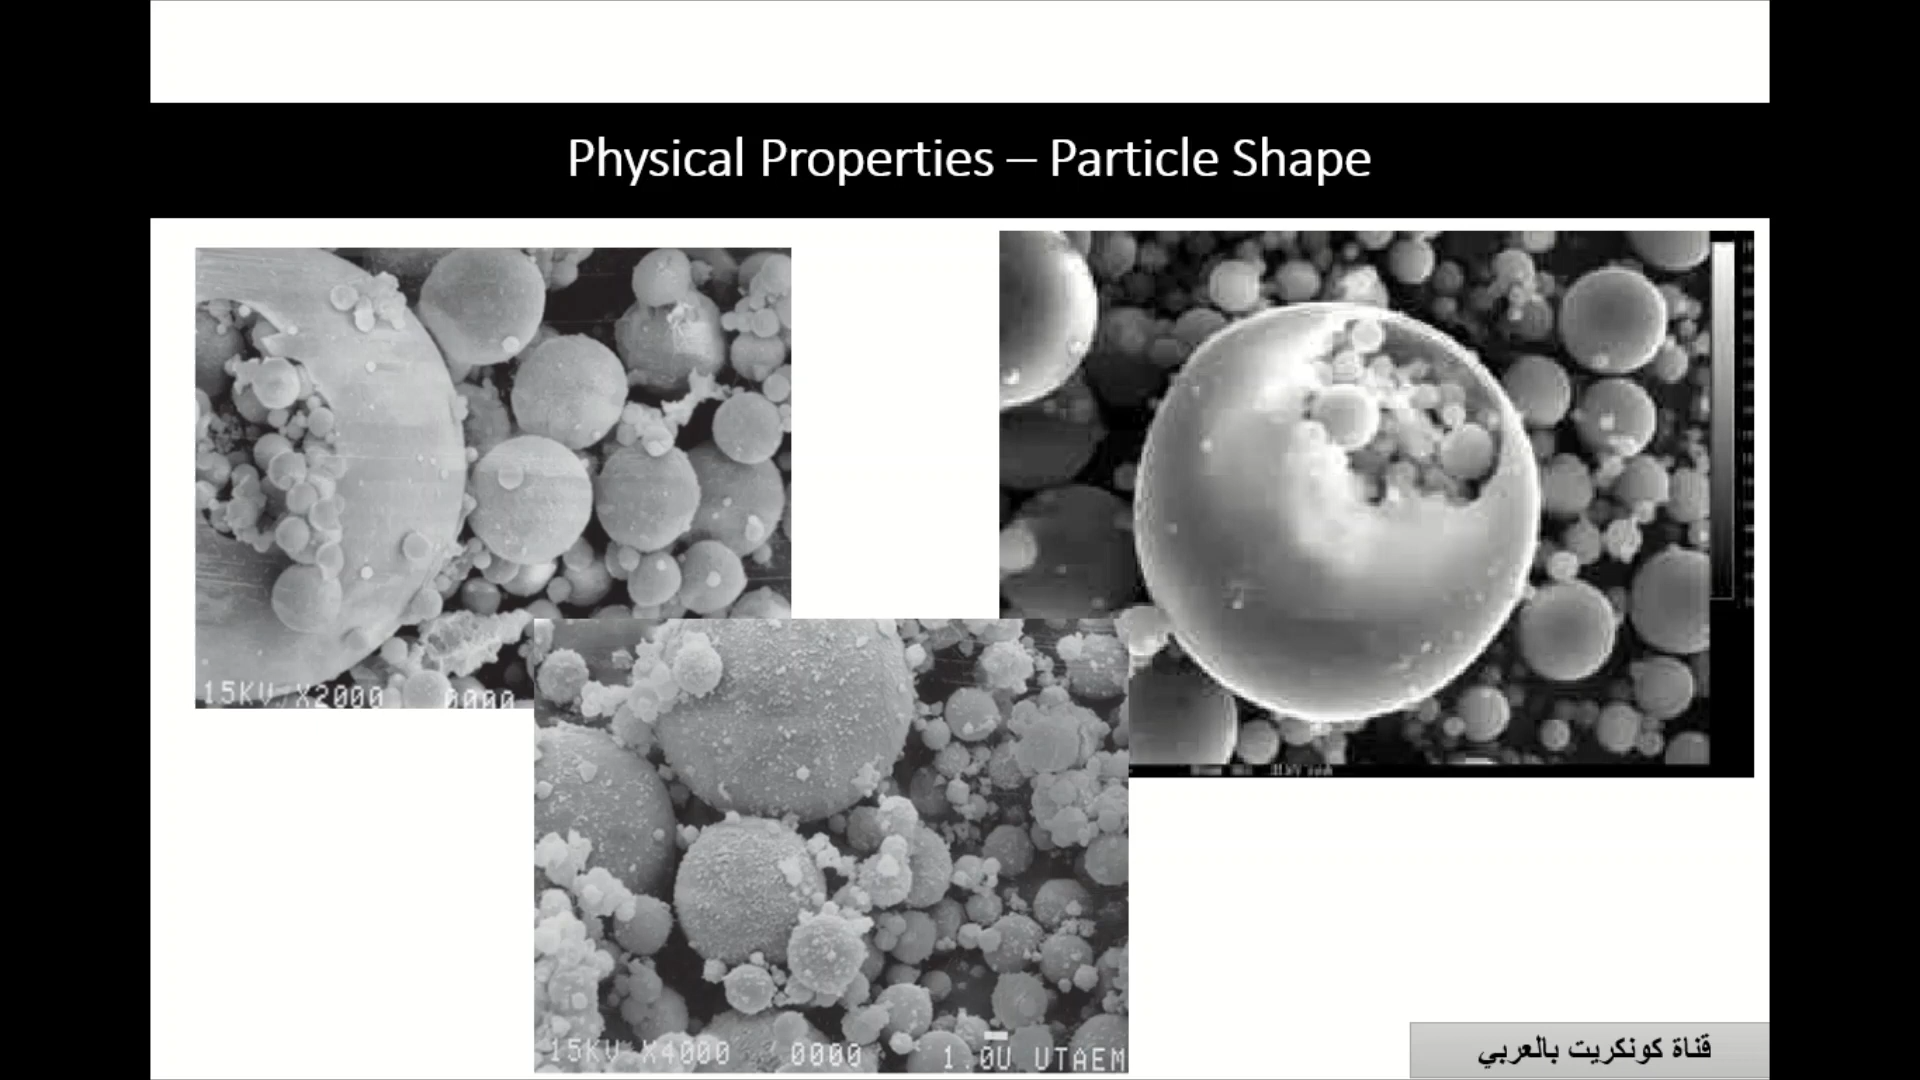 Physical Properties – Particle Shape
15KV X2000 0000
15KV X4000 0000 1.0U UTAEM
قناة كونكريت بالعربي